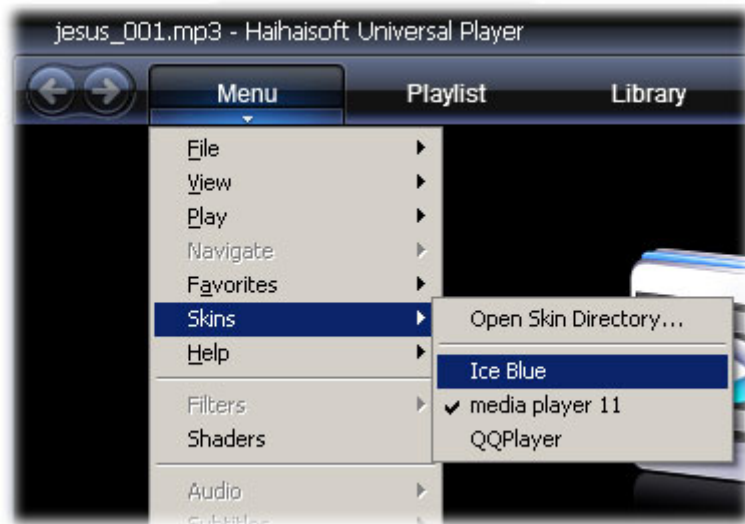 jesus_001.mp3 - Haihaisoft Universal Player
Menu Playlist Library
File
View
Play
Navigate
Favorites
Skins
Help
Filters
Shaders
Audio
Subtitles
Open Skin Directory...
Ice Blue
media player 11
QQPlayer